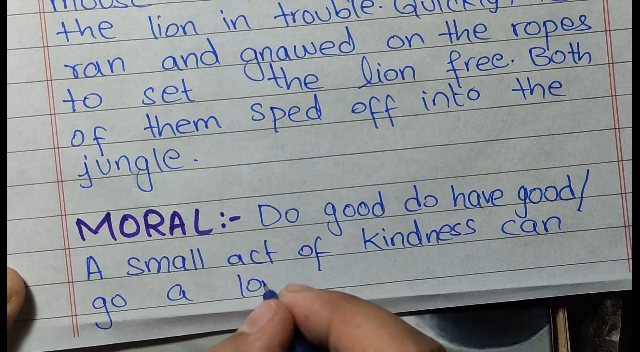 the lion in trouble. Quickly,
ran and gnawed on the ropes
to set the lion free. Both
of them sped off into the
jungle.
MORAL:- Do good do have good/
A small act of kindness can
go a lo